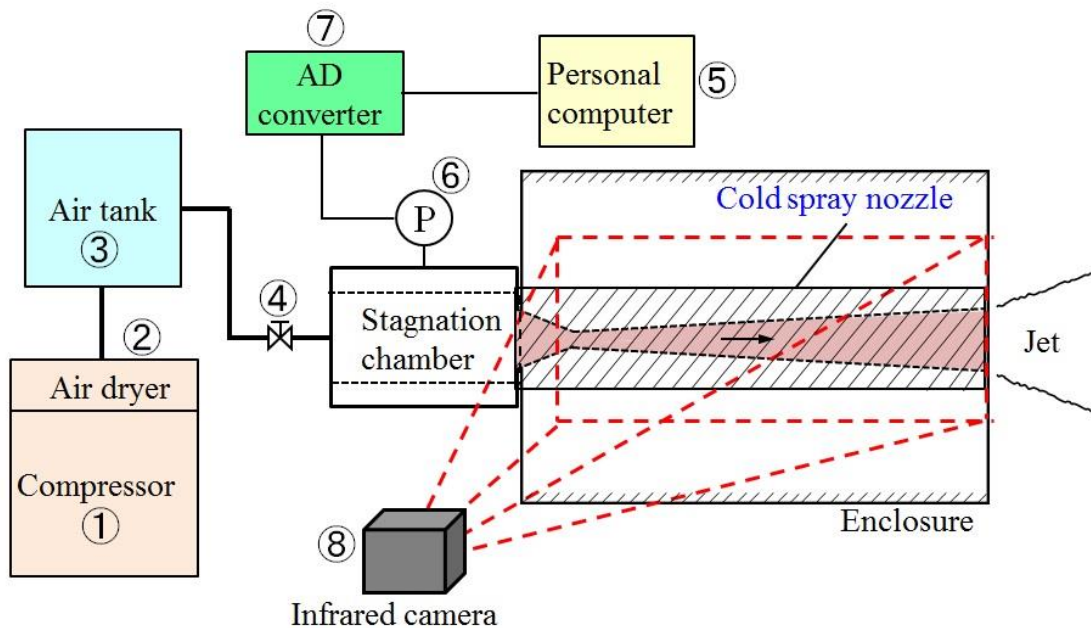 ⑦
AD
converter
Personal
computer
⑤
⑥
P
Air tank
③
Cold spray nozzle
④
Stagnation
chamber
②
Air dryer
Jet
Compressor
①
Enclosure
⑧
Infrared camera